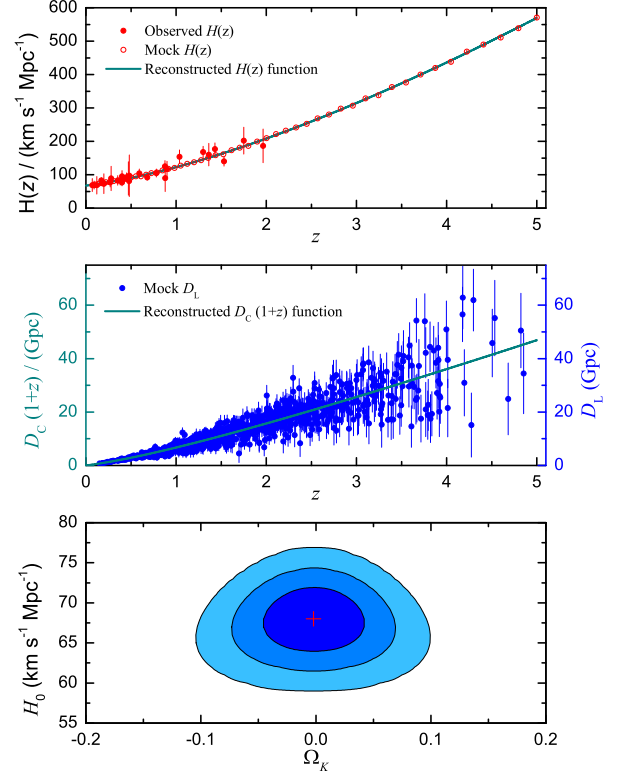 600
500
400
300
200
100
0
H(z) / (km s⁻¹ Mpc⁻¹)
Observed H(z)
Mock H(z)
Reconstructed H(z) function
0 1 2 3 4 5
z
60
40
20
0
D_C (1+z) / (Gpc)
Mock D_L
Reconstructed D_C (1+z) function
60
40
20
0
D_L (Gpc)
0 1 2 3 4 5
z
80
75
70
65
60
55
H₀ (km s⁻¹ Mpc⁻¹)
-0.2 -0.1 0.0 0.1 0.2
Ω_K